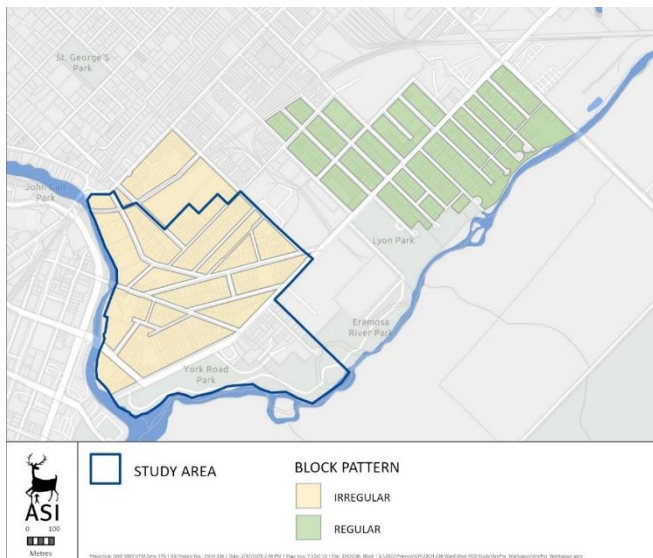 St. George's
Park
John Galt
Park
Lyon Park
Eramosa
River Park
York Road
Park
ASI
0 100
Metres
STUDY AREA
BLOCK PATTERN
IRREGULAR
REGULAR